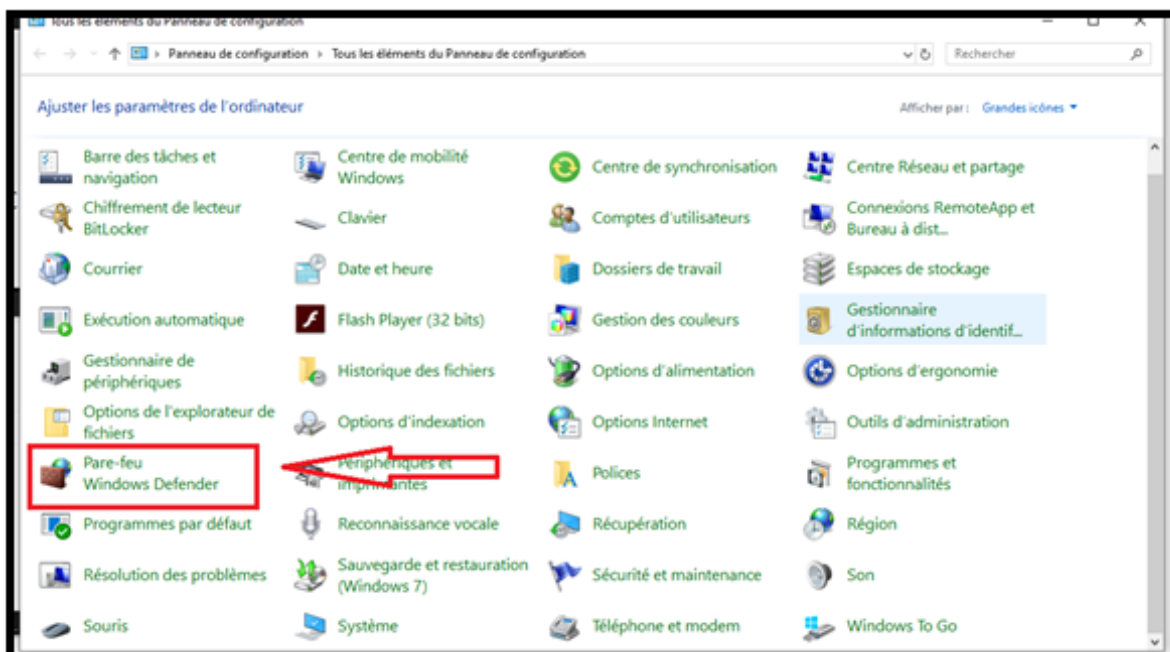 Tous les éléments du Panneau de configuration
Panneau de configuration > Tous les éléments du Panneau de configuration
Rechercher
Ajuster les paramètres de l'ordinateur
Afficher par : Grandes icônes
Barre des tâches et
navigation
Centre de mobilité
Windows
Centre de synchronisation
Centre Réseau et partage
Chiffrement de lecteur
BitLocker
Clavier
Comptes d'utilisateurs
Connexions RemoteApp et
Bureau à dist...
Courrier
Date et heure
Dossiers de travail
Espaces de stockage
Exécution automatique
Flash Player (32 bits)
Gestion des couleurs
Gestionnaire
d'informations d'identif...
Gestionnaire de
périphériques
Historique des fichiers
Options d'alimentation
Options d'ergonomie
Options de l'explorateur de
fichiers
Options d'indexation
Options Internet
Outils d'administration
Pare-feu
Windows Defender
Périphériques et
imprimantes
Polices
Programmes et
fonctionnalités
Programmes par défaut
Reconnaissance vocale
Récupération
Région
Résolution des problèmes
Sauvegarde et restauration
(Windows 7)
Sécurité et maintenance
Son
Souris
Système
Téléphone et modem
Windows To Go